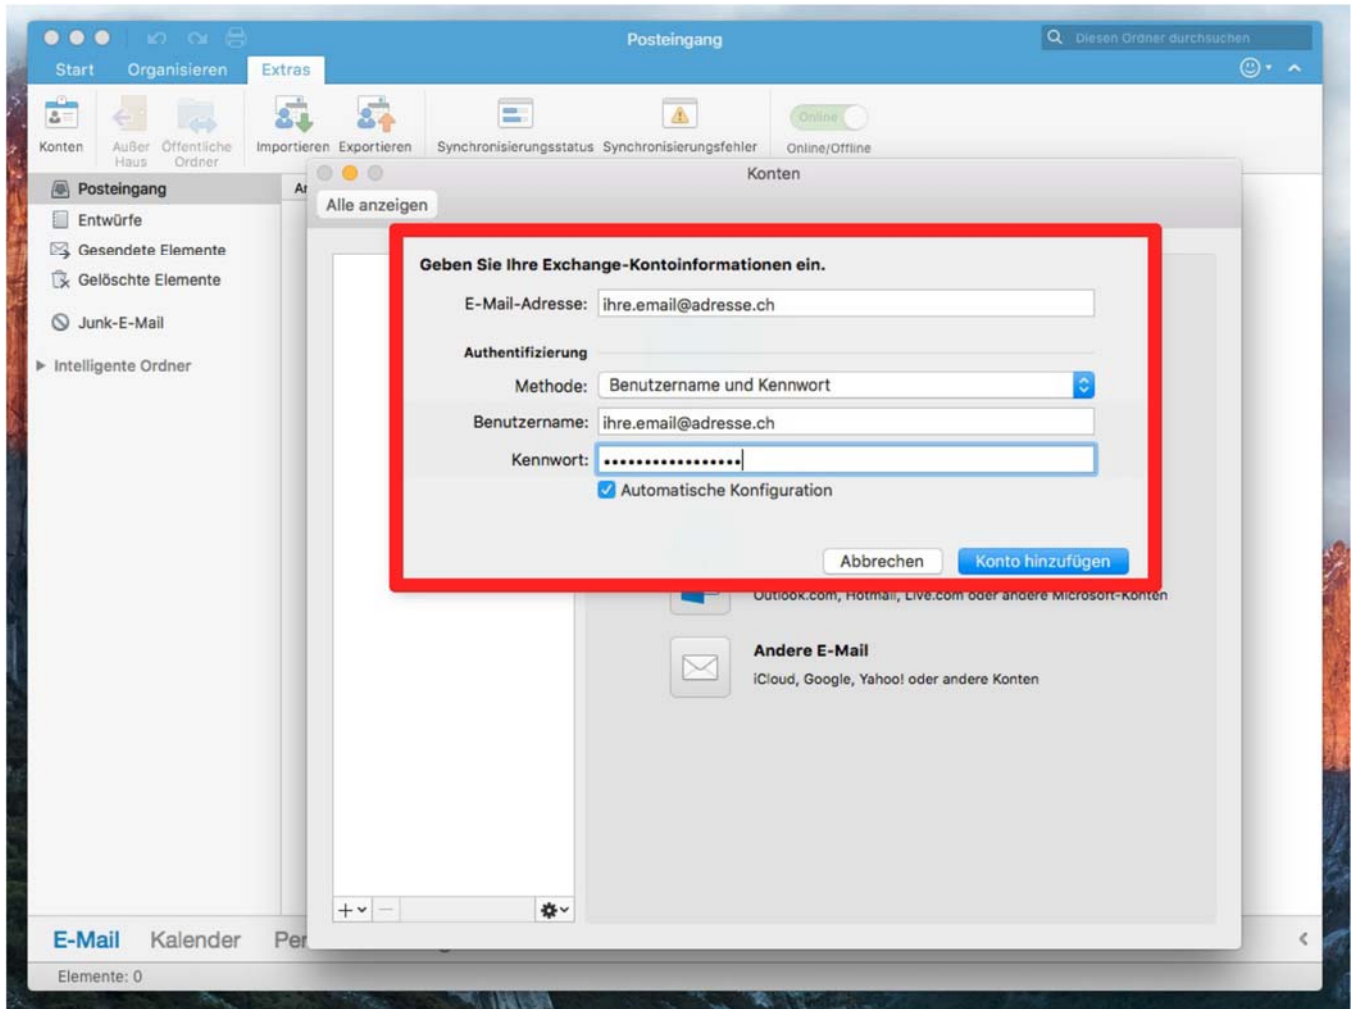 Posteingang
Diesen Ordner durchsuchen
Start Organisieren Extras
Konten
Außer Haus
Öffentliche Ordner
Importieren
Exportieren
Synchronisierungsstatus
Synchronisierungsfehler
Online
Online/Offline
Posteingang
Entwürfe
Gesendete Elemente
Gelöschte Elemente
Junk-E-Mail
Intelligente Ordner
Konten
Alle anzeigen
Geben Sie Ihre Exchange-Kontoinformationen ein.
E-Mail-Adresse: ihre.email@adresse.ch
Authentifizierung
Methode: Benutzername und Kennwort
Benutzername: ihre.email@adresse.ch
Kennwort: •••••••••••••••••
Automatische Konfiguration
Abbrechen Konto hinzufügen
Outlook.com, Hotmail, Live.com oder andere Microsoft-Konten
Andere E-Mail
iCloud, Google, Yahoo! oder andere Konten
E-Mail Kalender Per
Elemente: 0